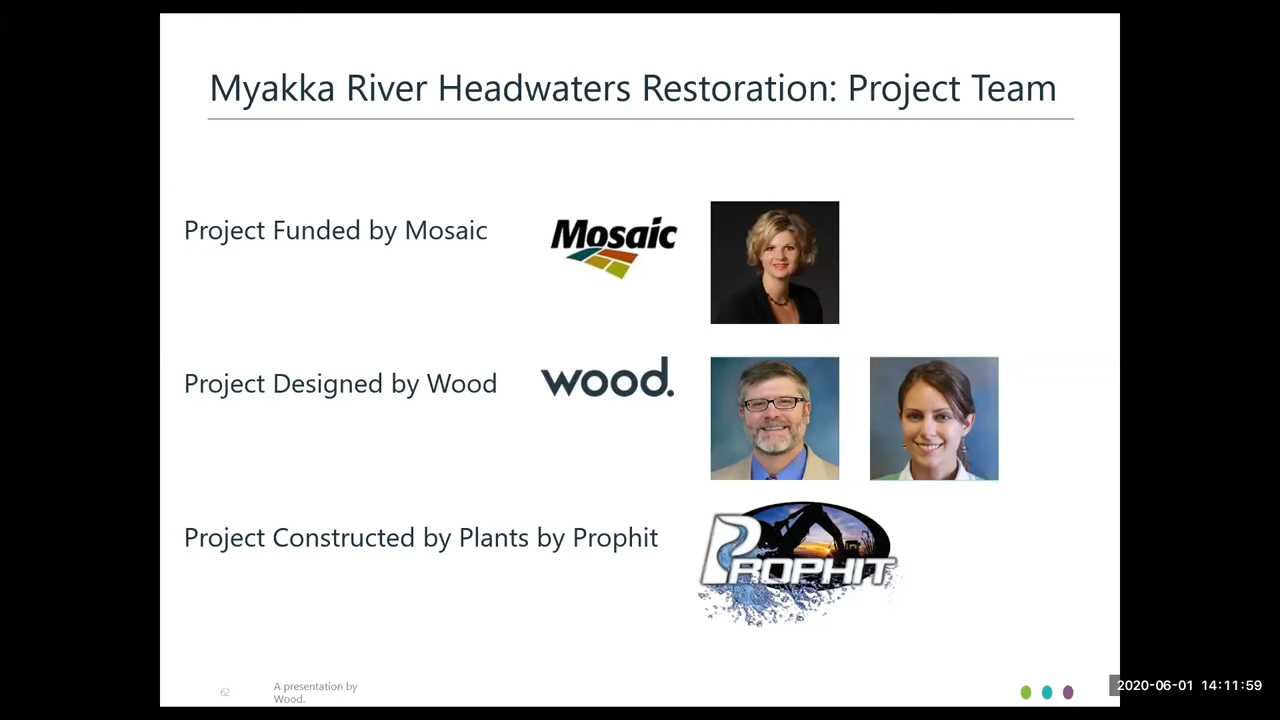 Myakka River Headwaters Restoration: Project Team
Project Funded by Mosaic
Mosaic
Project Designed by Wood
wood.
Project Constructed by Plants by Prophit
PROPHIT
62
A presentation by
Wood.
2020-06-01 14:11:59